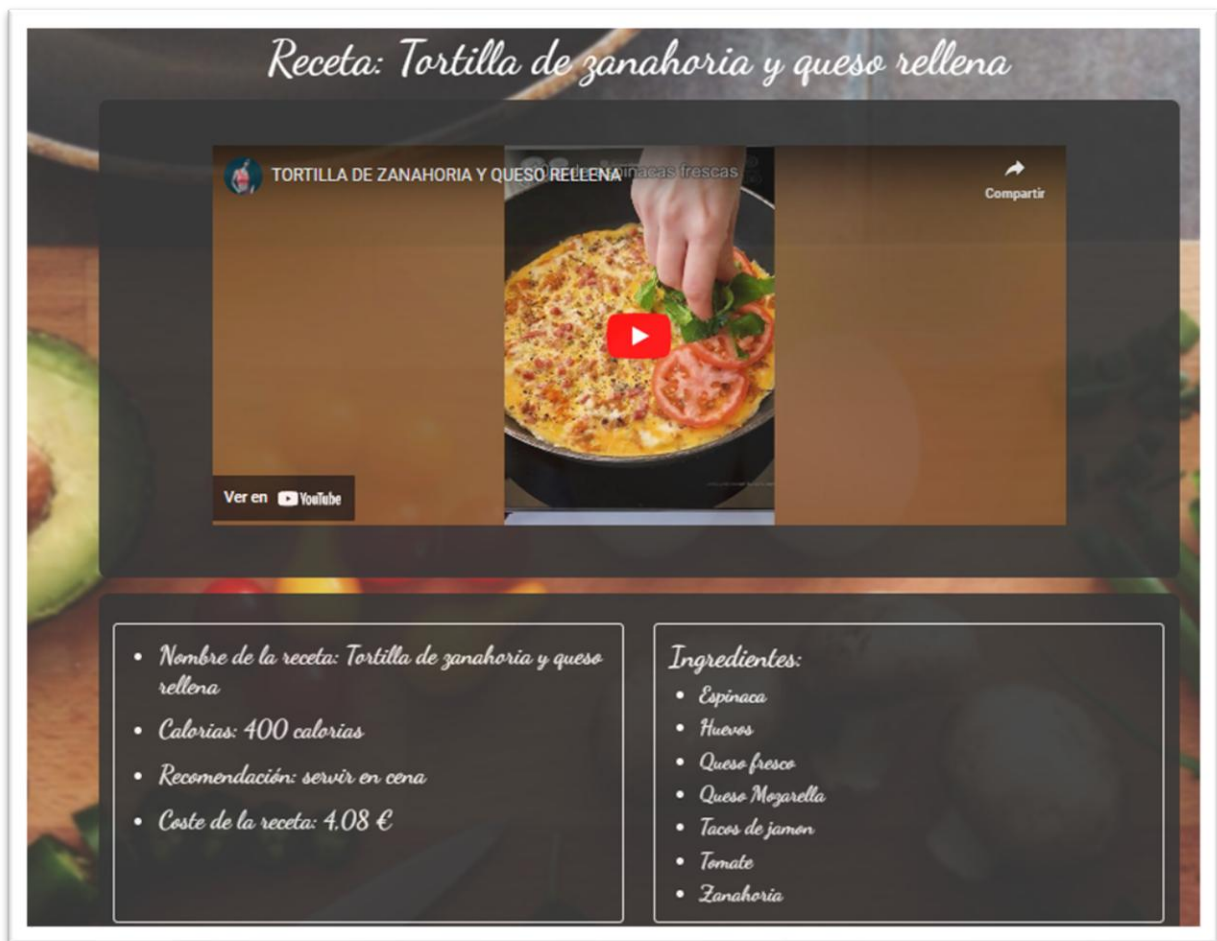 Receta: Tortilla de zanahoria y queso rellena
TORTILLA DE ZANAHORIA Y QUESO RELLENA
espinacas frescas
Compartir
Ver en YouTube
Nombre de la receta: Tortilla de zanahoria y queso
rellena
Calorias: 400 calorias
Recomendación: servir en cena
Coste de la receta: 4.08 €
Ingredientes:
Espinaca
Huevos
Queso fresco
Queso Mozarella
Tacos de jamon
Tomate
Zanahoria